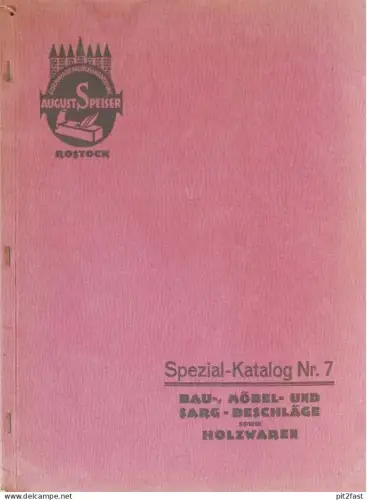 AUGUST SPEISER
ROSTOCK
Spezial-Katalog Nr. 7
BAU-, MÖBEL- UND
SARG-BESCHLÄGE
SOWIE
HOLZWAREN
www.delcampe.net
pit2fast